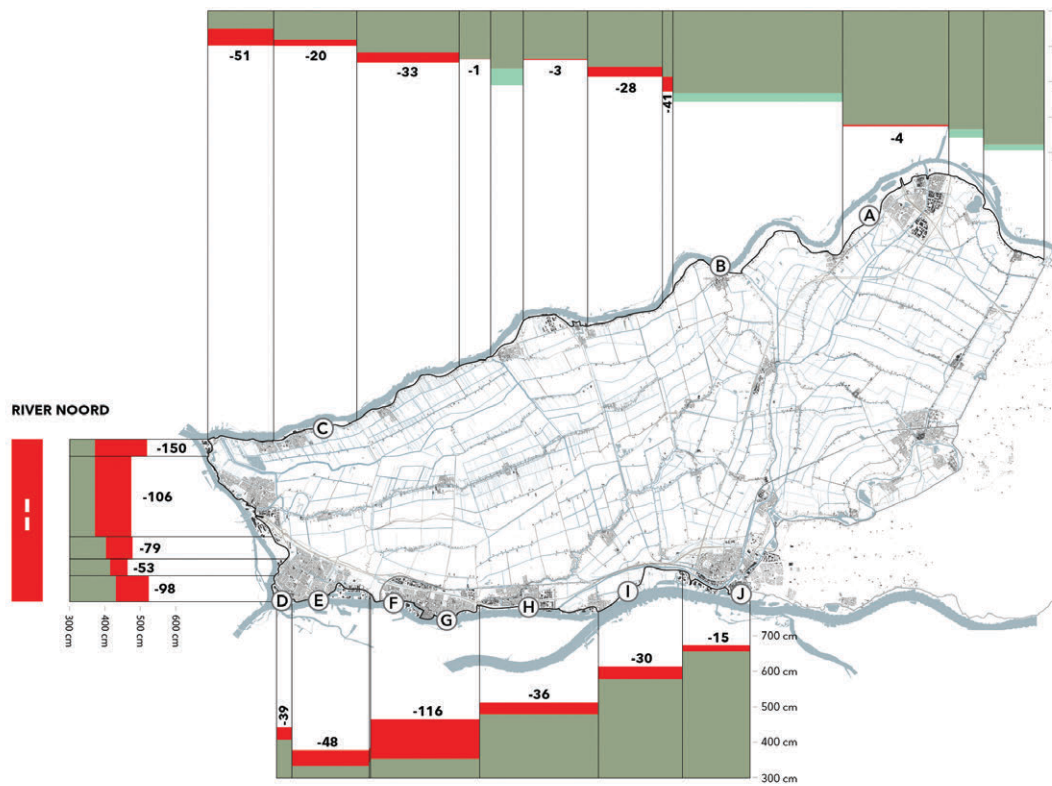 -51
-20
-33
-1
-3
-28
-41
-4
A
B
C
RIVER NOORD
--
-150
-106
-79
-53
-98
300 cm
400 cm
500 cm
600 cm
D
E
F
G
H
I
J
-39
-48
-116
-36
-30
-15
700 cm
600 cm
500 cm
400 cm
300 cm